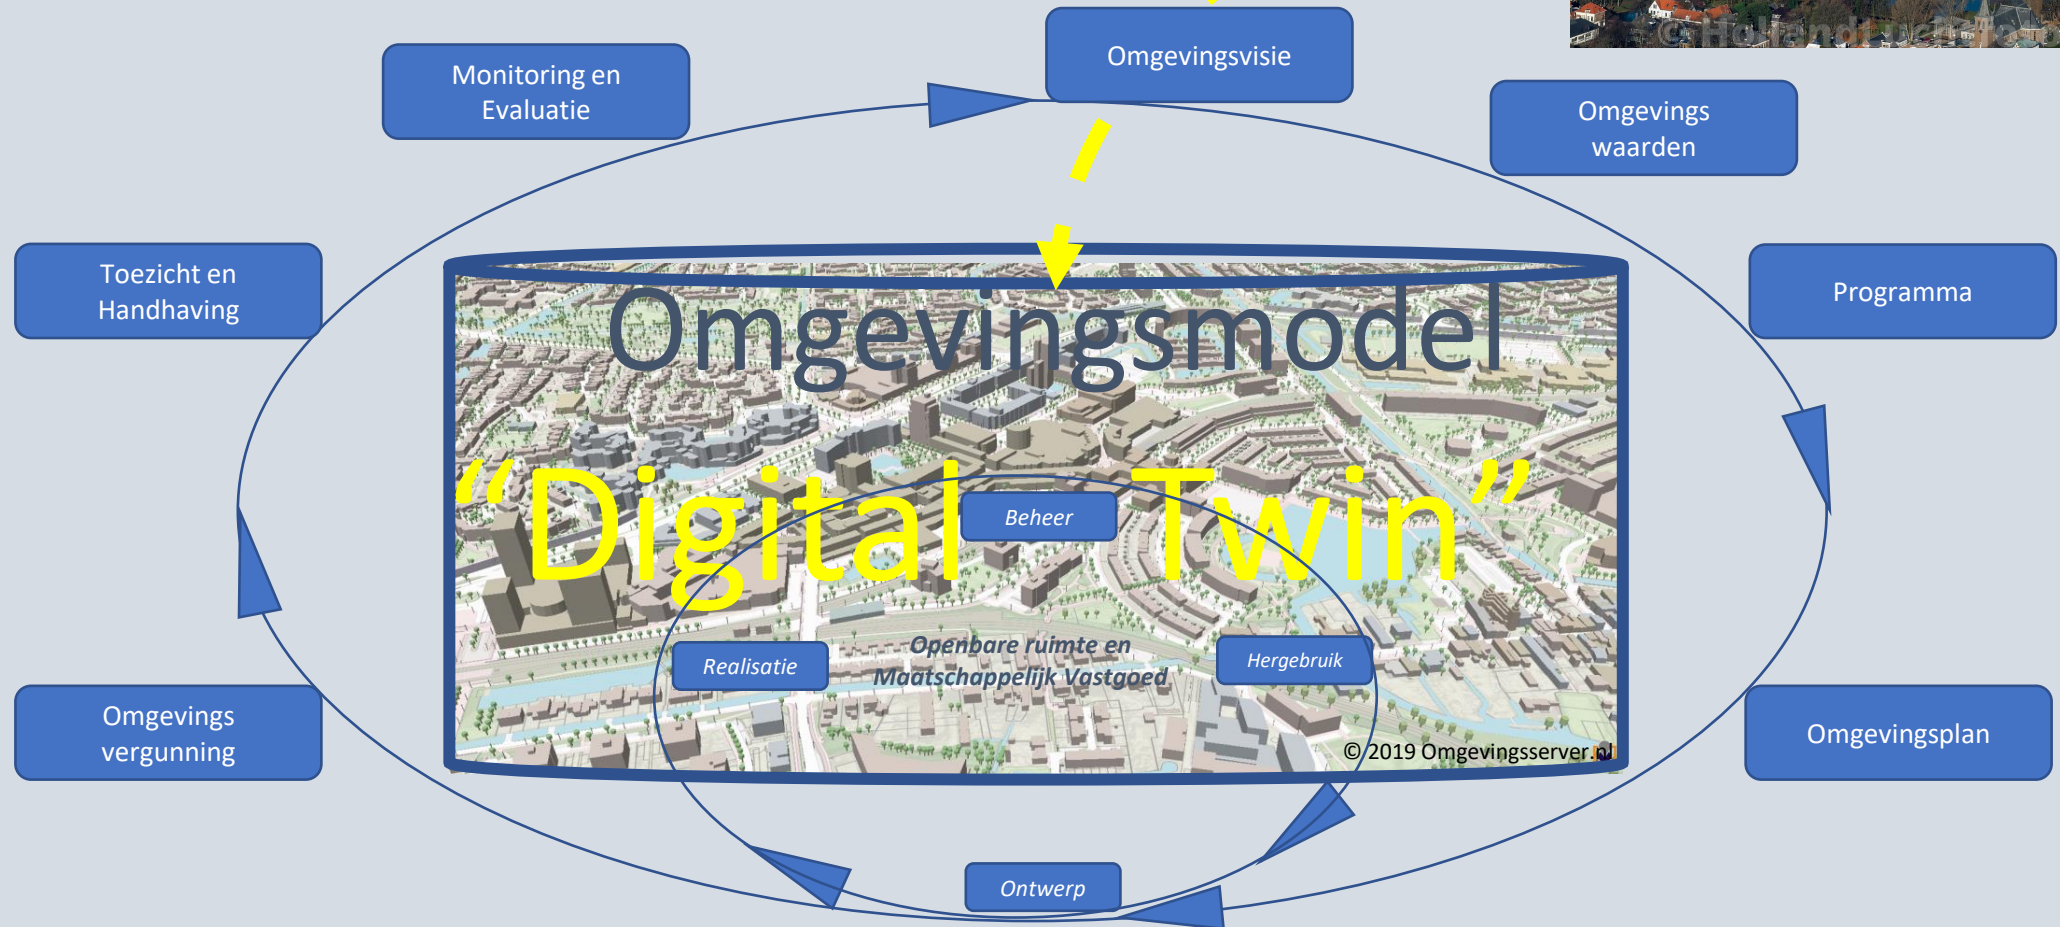 © Hollandluchtfoto
Omgevingsvisie
Monitoring en
Evaluatie
Omgevings
waarden
Toezicht en
Handhaving
Programma
Omgevingsmodel
“Digital Twin”
Beheer
Openbare ruimte en
Maatschappelijk Vastgoed
Realisatie
Hergebruik
Omgevings
vergunning
Omgevingsplan
© 2019 Omgevingsserver.nl
Ontwerp